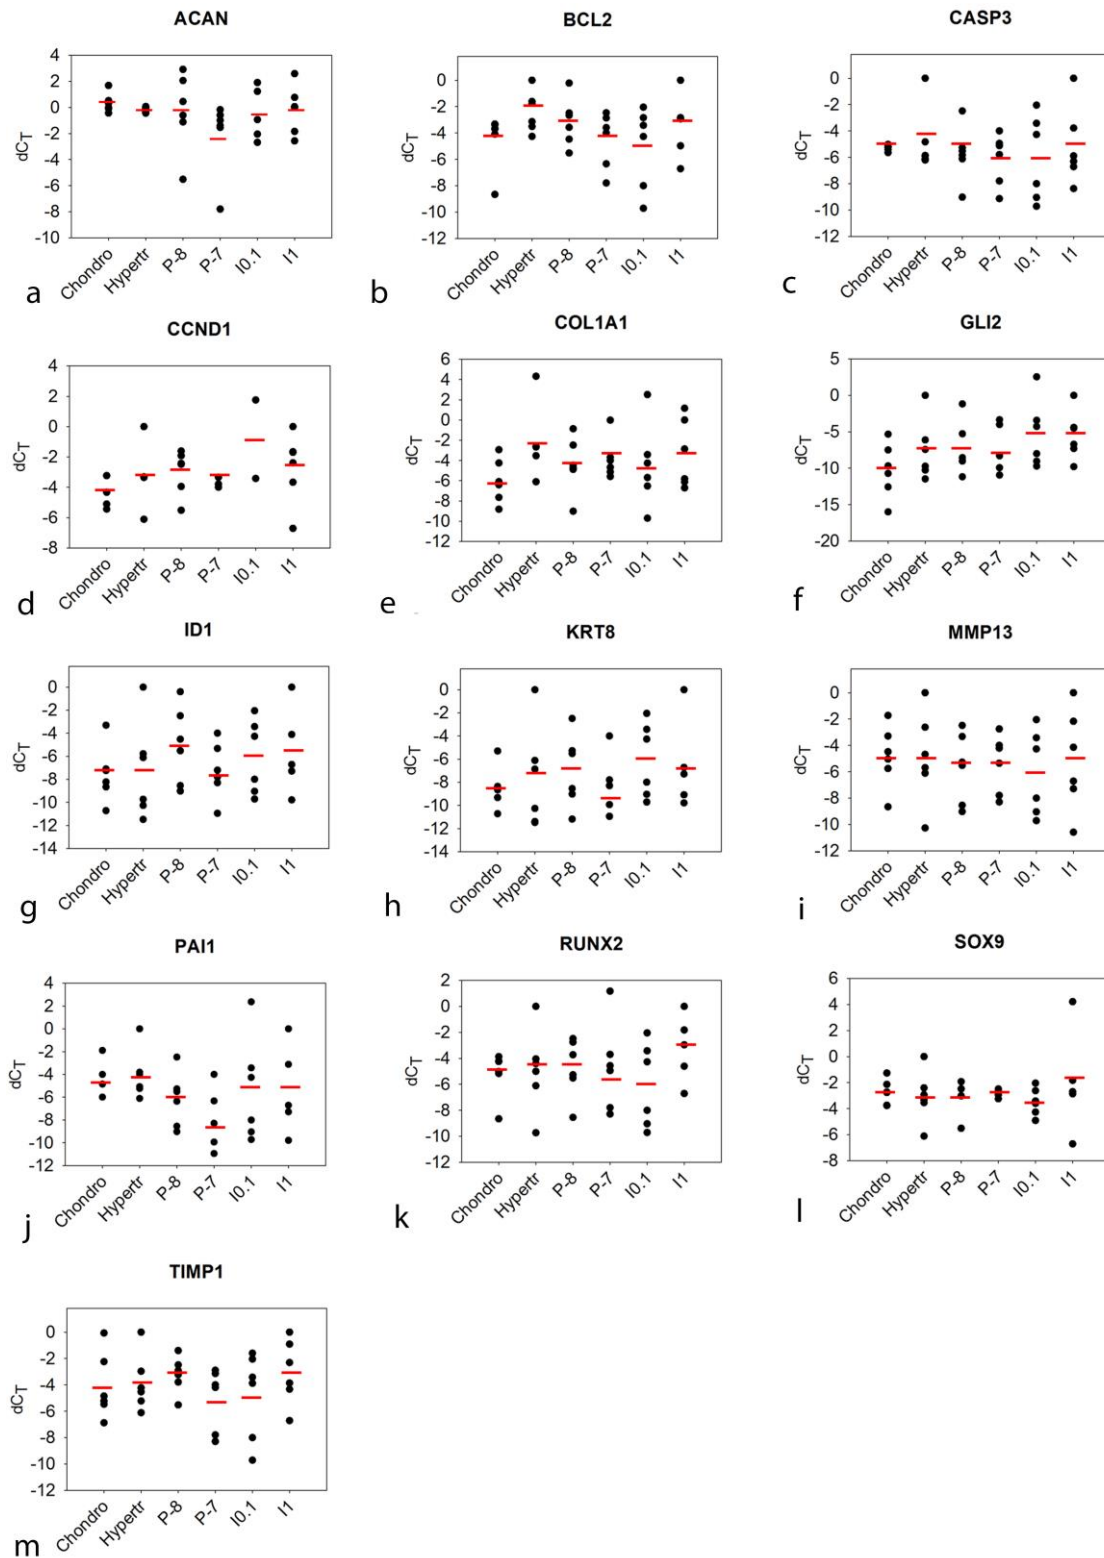 ACAN
4
2
0
-2
-4
-6
-8
-10
dCT
Chondro
Hypertr
P-8
P-7
I0.1
I1
a
BCL2
0
-2
-4
-6
-8
-10
-12
dCT
Chondro
Hypertr
P-8
P-7
I0.1
I1
b
CASP3
0
-2
-4
-6
-8
-10
-12
dCT
Chondro
Hypertr
P-8
P-7
I0.1
I1
c
CCND1
4
2
0
-2
-4
-6
-8
dCT
Chondro
Hypertr
P-8
P-7
I0.1
I1
d
COL1A1
6
4
2
0
-2
-4
-6
-8
-10
-12
dCT
Chondro
Hypertr
P-8
P-7
I0.1
I1
e
GLI2
5
0
-5
-10
-15
-20
dCT
Chondro
Hypertr
P-8
P-7
I0.1
I1
f
ID1
0
-2
-4
-6
-8
-10
-12
-14
dCT
Chondro
Hypertr
P-8
P-7
I0.1
I1
g
KRT8
0
-2
-4
-6
-8
-10
-12
-14
dCT
Chondro
Hypertr
P-8
P-7
I0.1
I1
h
MMP13
0
-2
-4
-6
-8
-10
-12
dCT
Chondro
Hypertr
P-8
P-7
I0.1
I1
i
PAI1
4
2
0
-2
-4
-6
-8
-10
-12
dCT
Chondro
Hypertr
P-8
P-7
I0.1
I1
j
RUNX2
2
0
-2
-4
-6
-8
-10
-12
dCT
Chondro
Hypertr
P-8
P-7
I0.1
I1
k
SOX9
6
4
2
0
-2
-4
-6
-8
dCT
Chondro
Hypertr
P-8
P-7
I0.1
I1
l
TIMP1
0
-2
-4
-6
-8
-10
-12
dCT
Chondro
Hypertr
P-8
P-7
I0.1
I1
m